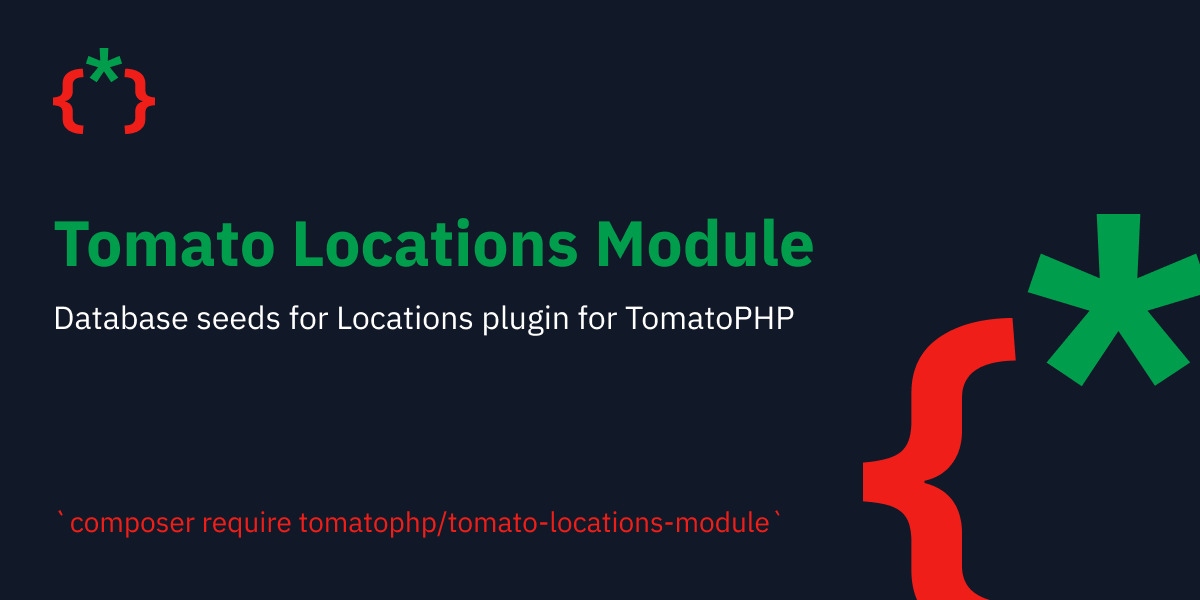 {*}
Tomato Locations Module
Database seeds for Locations plugin for TomatoPHP
`composer require tomatophp/tomato-locations-module`
{*